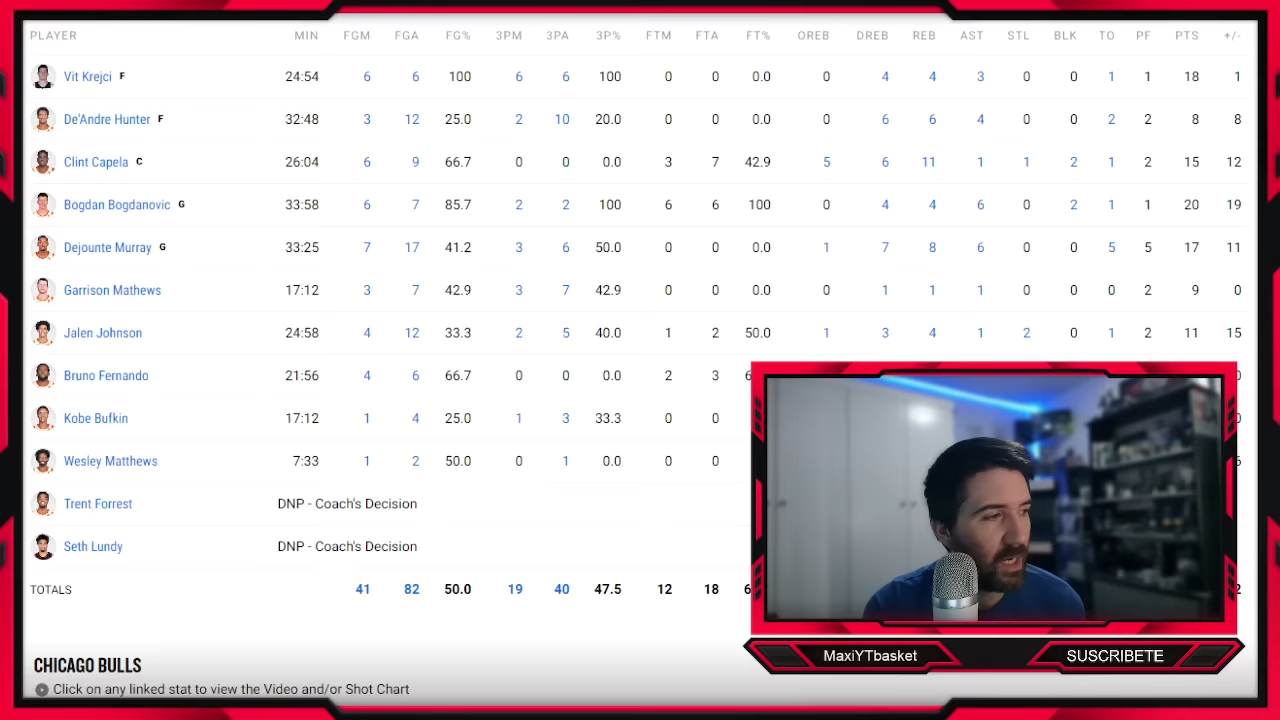 PLAYER MIN FGM FGA FG% 3PM 3PA 3P% FTM FTA FT% OREB DREB REB AST STL BLK TO PF PTS +/-
Vit Krejci F 24:54 6 6 100 6 6 100 0 0 0.0 0 4 4 3 0 0 1 1 18 1
De'Andre Hunter F 32:48 3 12 25.0 2 10 20.0 0 0 0.0 0 6 6 4 0 0 2 2 8 8
Clint Capela C 26:04 6 9 66.7 0 0 0.0 3 7 42.9 5 6 11 1 1 2 1 2 15 12
Bogdan Bogdanovic G 33:58 6 7 85.7 2 2 100 6 6 100 0 4 4 6 0 2 1 1 20 19
Dejounte Murray G 33:25 7 17 41.2 3 6 50.0 0 0 0.0 1 7 8 6 0 0 5 5 17 11
Garrison Mathews 17:12 3 7 42.9 3 7 42.9 0 0 0.0 0 1 1 1 0 0 0 2 9 0
Jalen Johnson 24:58 4 12 33.3 2 5 40.0 1 2 50.0 1 3 4 1 2 0 1 2 11 15
Bruno Fernando 21:56 4 6 66.7 0 0 0.0 2 3
Kobe Bufkin 17:12 1 4 25.0 1 3 33.3 0 0
Wesley Matthews 7:33 1 2 50.0 0 1 0.0 0 0
Trent Forrest DNP - Coach's Decision
Seth Lundy DNP - Coach's Decision
TOTALS 41 82 50.0 19 40 47.5 12 18
MaxiYTbasket SUSCRIBETE
CHICAGO BULLS
Click on any linked stat to view the Video and/or Shot Chart